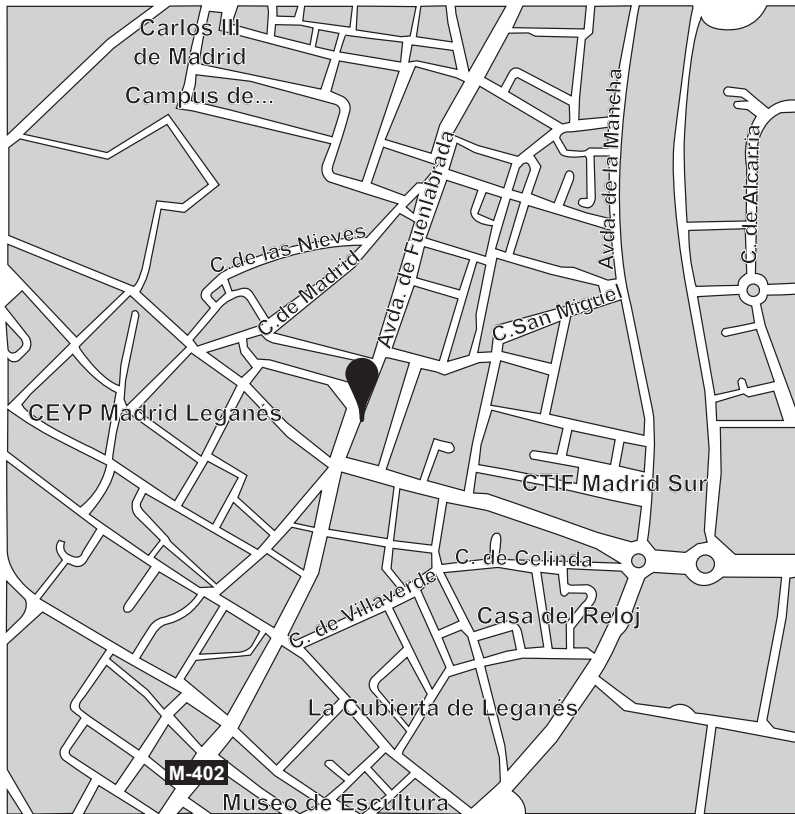 Carlos III
de Madrid
Campus de...
Avda. de la Mancha
C. de Alcarria
Avda. de Fuenlabrada
C.de las Nieves
C.de Madrid
C.San Miguel
CEYP Madrid Leganés
CTIF Madrid Sur
C. de Celinda
C. de Villaverde
Casa del Reloj
La Cubierta de Leganés
M-402
Museo de Escultura